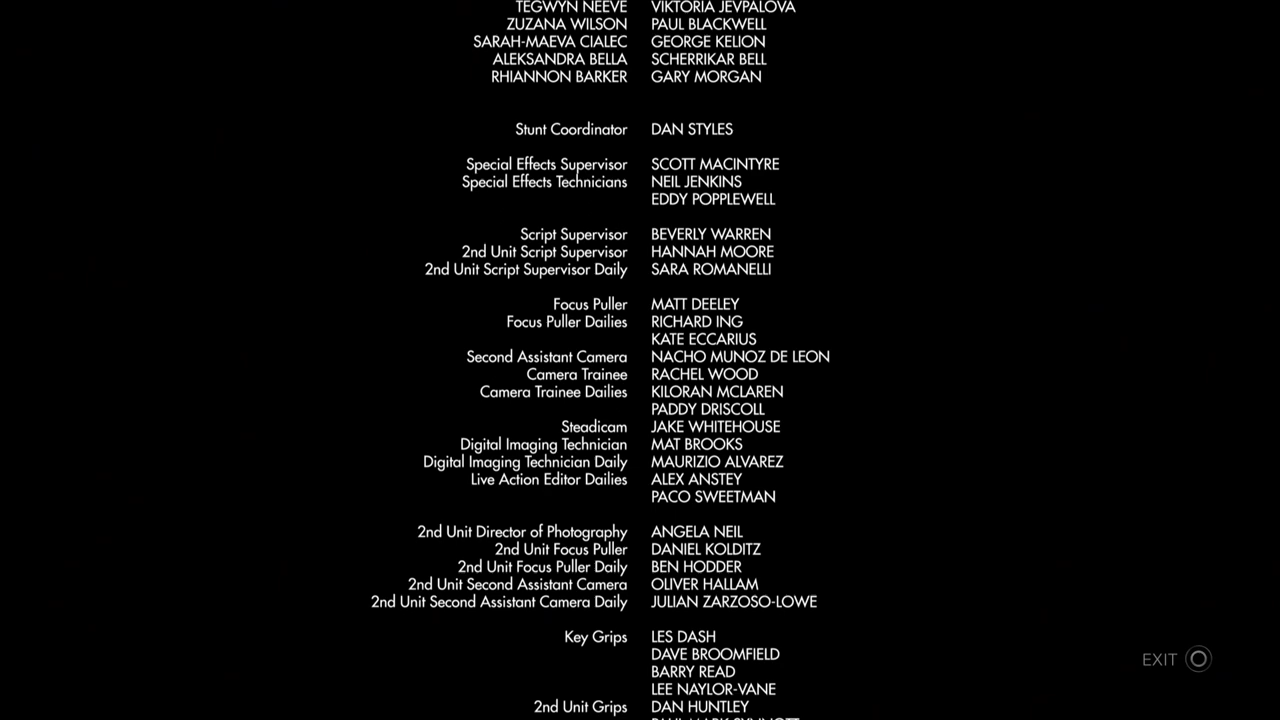 TEGWYN NEEVE VIKTORIA JEVPALOVA
ZUZANA WILSON PAUL BLACKWELL
SARAH-MAEVA CIALEC GEORGE KELION
ALEKSANDRA BELLA SCHERRIKAR BELL
RHIANNON BARKER GARY MORGAN
Stunt Coordinator DAN STYLES
Special Effects Supervisor SCOTT MACINTYRE
Special Effects Technicians NEIL JENKINS
EDDY POPPLEWELL
Script Supervisor BEVERLY WARREN
2nd Unit Script Supervisor HANNAH MOORE
2nd Unit Script Supervisor Daily SARA ROMANELLI
Focus Puller MATT DEELEY
Focus Puller Dailies RICHARD ING
KATE ECCARIUS
Second Assistant Camera NACHO MUNOZ DE LEON
Camera Trainee RACHEL WOOD
Camera Trainee Dailies KILORAN MCLAREN
PADDY DRISCOLL
Steadicam JAKE WHITEHOUSE
Digital Imaging Technician MAT BROOKS
Digital Imaging Technician Daily MAURIZIO ALVAREZ
Live Action Editor Dailies ALEX ANSTEY
PACO SWEETMAN
2nd Unit Director of Photography ANGELA NEIL
2nd Unit Focus Puller DANIEL KOLDITZ
2nd Unit Focus Puller Daily BEN HODDER
2nd Unit Second Assistant Camera OLIVER HALLAM
2nd Unit Second Assistant Camera Daily JULIAN ZARZOSO-LOWE
Key Grips LES DASH
DAVE BROOMFIELD
BARRY READ
EXIT
LEE NAYLOR-VANE
2nd Unit Grips DAN HUNTLEY